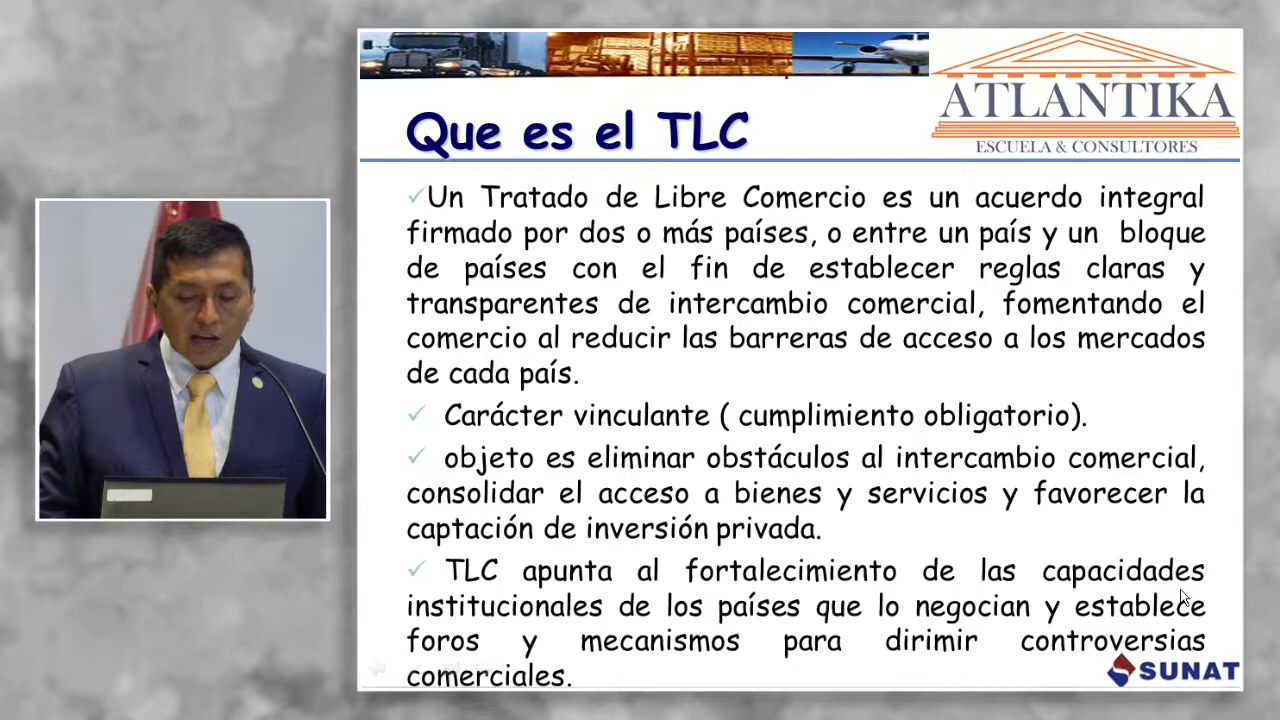 ATLANTIKA
ESCUELA & CONSULTORES
Que es el TLC
Un Tratado de Libre Comercio es un acuerdo integral
firmado por dos o más países, o entre un país y un bloque
de países con el fin de establecer reglas claras y
transparentes de intercambio comercial, fomentando el
comercio al reducir las barreras de acceso a los mercados
de cada país.
Carácter vinculante ( cumplimiento obligatorio).
objeto es eliminar obstáculos al intercambio comercial,
consolidar el acceso a bienes y servicios y favorecer la
captación de inversión privada.
TLC apunta al fortalecimiento de las capacidades
institucionales de los países que lo negocian y establece
foros y mecanismos para dirimir controversias
comerciales.
SUNAT